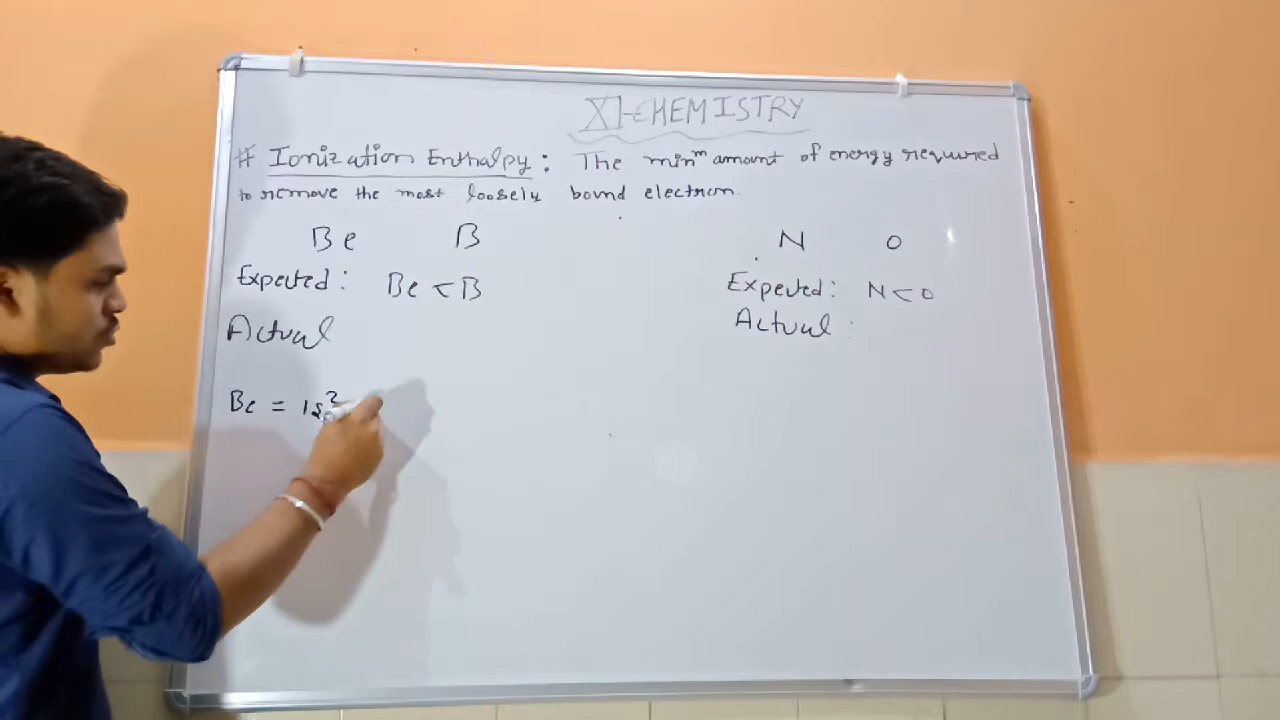 XI-CHEMISTRY
# Ionization Enthalpy : The minᵐ amount of energy required
to remove the most loosely bound electron.
Be B
Expected : Be < B
Actual
Be = 1s²
N O
Expected : N < O
Actual :